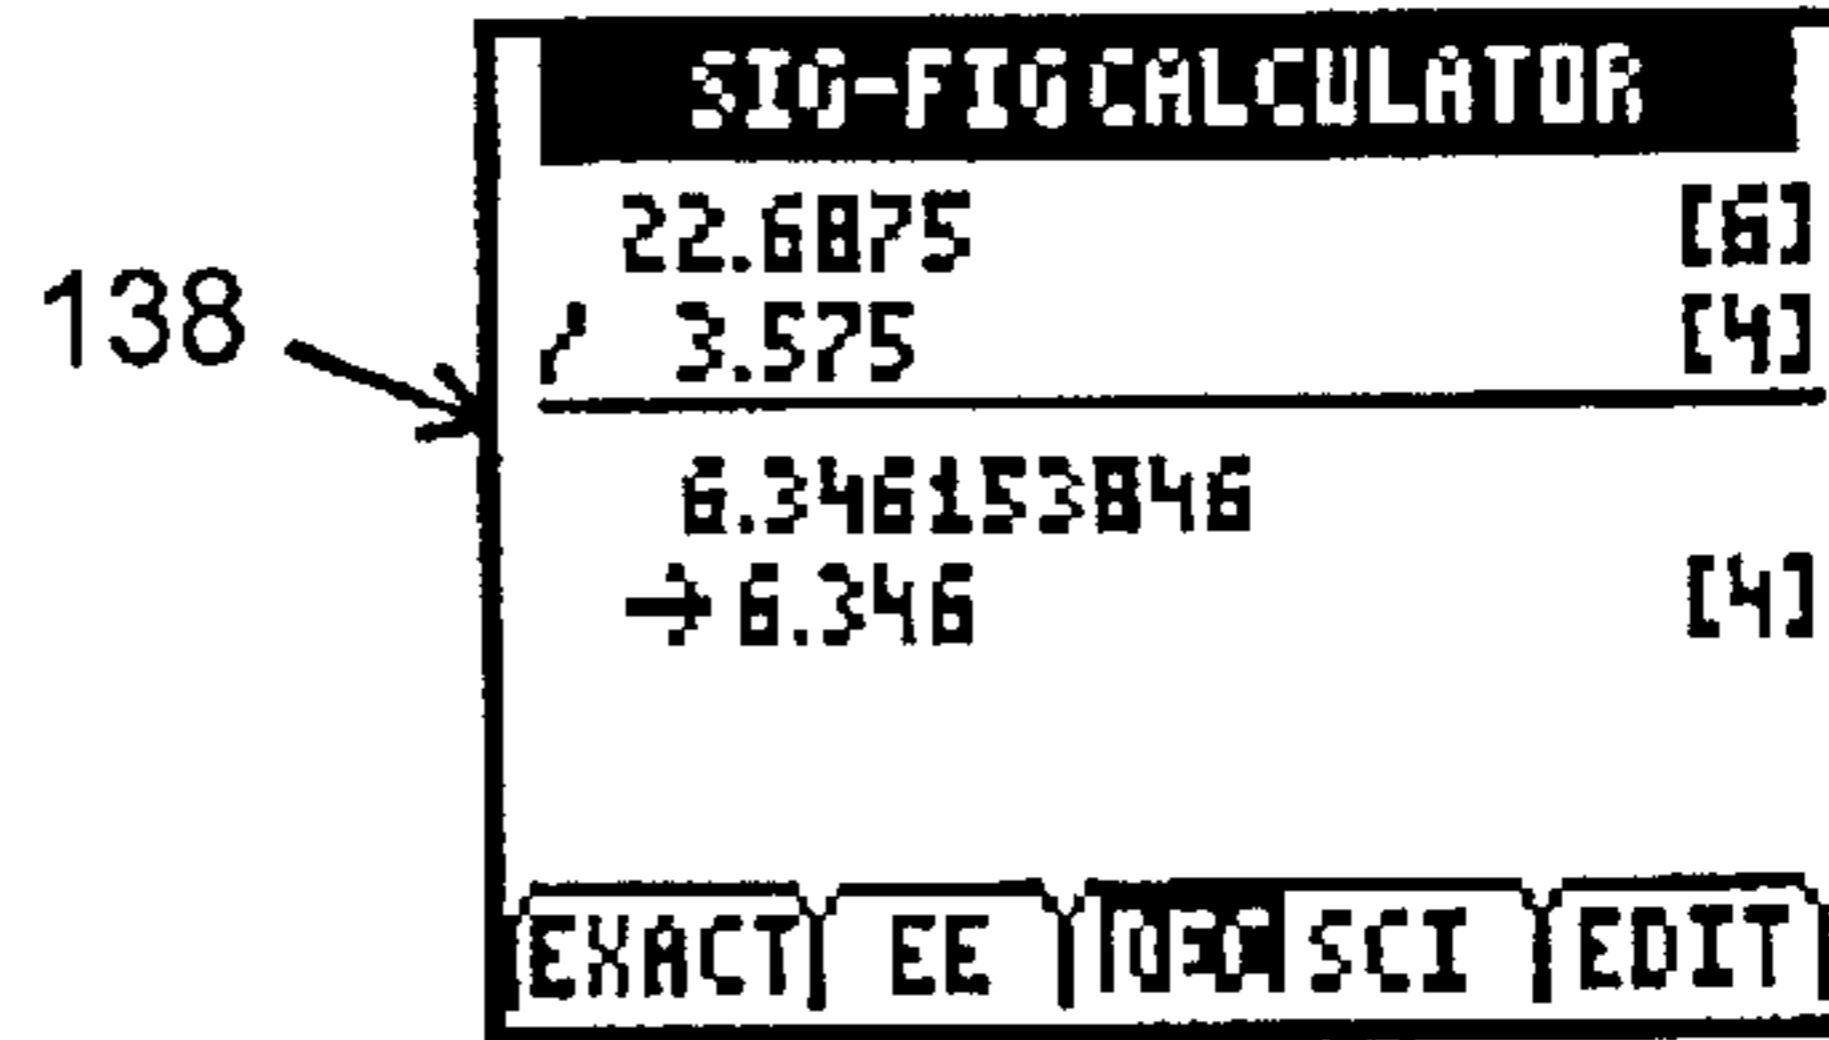 SIG-FIG CALCULATOR
22.6875 [6]
/ 3.575 [4]
138
6.346153846
→6.346 [4]
EXACT EE DEC SCI EDIT